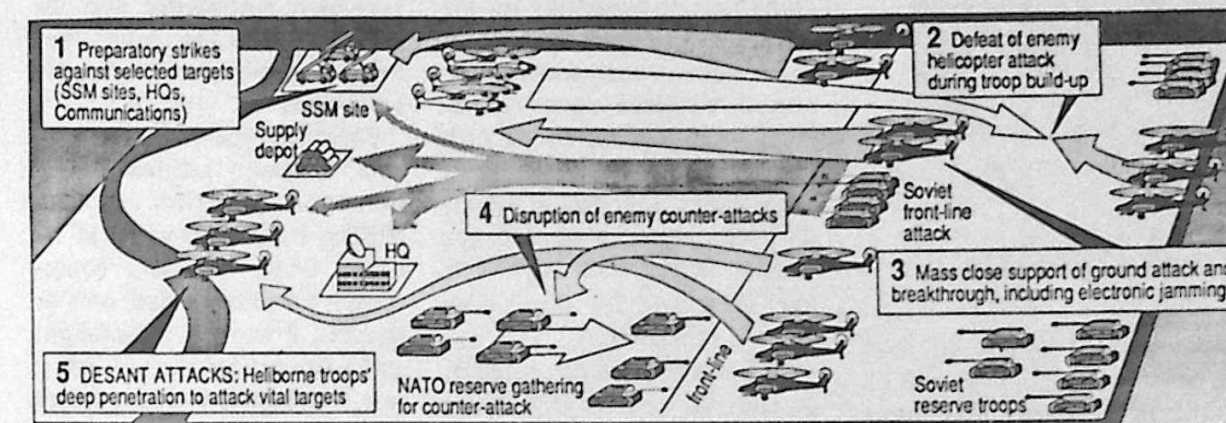 1 Preparatory strikes
against selected targets
(SSM sites, HQs,
Communications)
SSM site
Supply
depot
2 Defeat of enemy
helicopter attack
during troop build-up
Soviet
front-line
attack
4 Disruption of enemy counter-attacks
HQ
3 Mass close support of ground attack and
breakthrough, including electronic jamming
5 DESANT ATTACKS: Heliborne troops'
deep penetration to attack vital targets
NATO reserve gathering
for counter-attack
front-line
Soviet
reserve troops